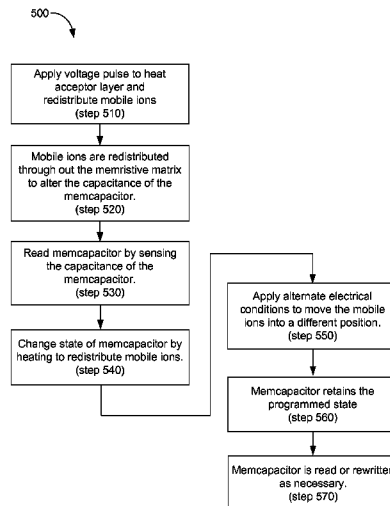 500
Apply voltage pulse to heat
acceptor layer and
redistribute mobile ions
(step 510)
Mobile ions are redistributed
through out the memristive matrix
to alter the capacitance of the
memcapacitor.
(step 520)
Read memcapacitor by sensing
the capacitance of the
memcapacitor.
(step 530)
Change state of memcapacitor by
heating to redistribute mobile ions.
(step 540)
Apply alternate electrical
conditions to move the mobile
ions into a different position.
(step 550)
Memcapacitor retains the
programmed state
(step 560)
Memcapacitor is read or rewritten
as necessary.
(step 570)